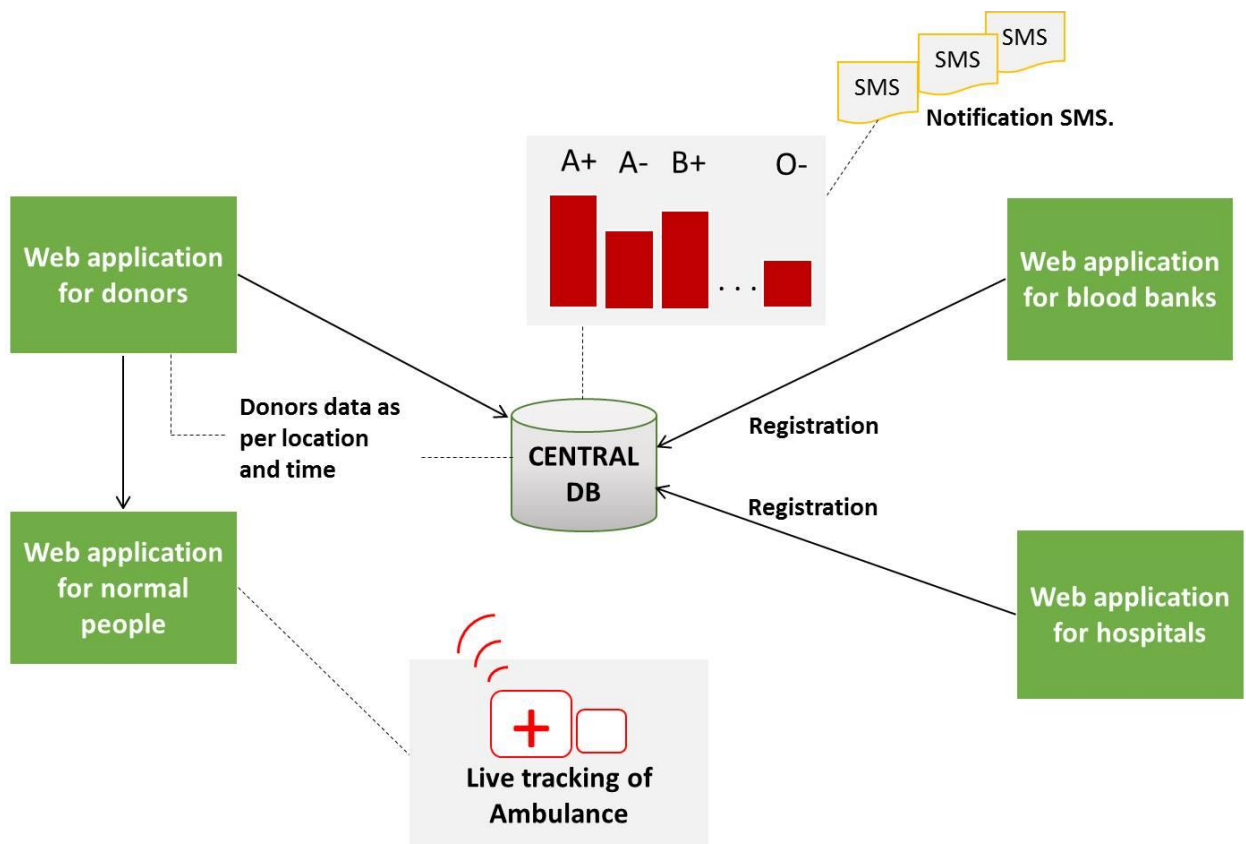 SMS
SMS
SMS
Notification SMS.
A+ A- B+ O-
. . .
Web application
for donors
Web application
for blood banks
Donors data as
per location
and time
CENTRAL
DB
Registration
Registration
Web application
for normal
people
Web application
for hospitals
+
Live tracking of
Ambulance